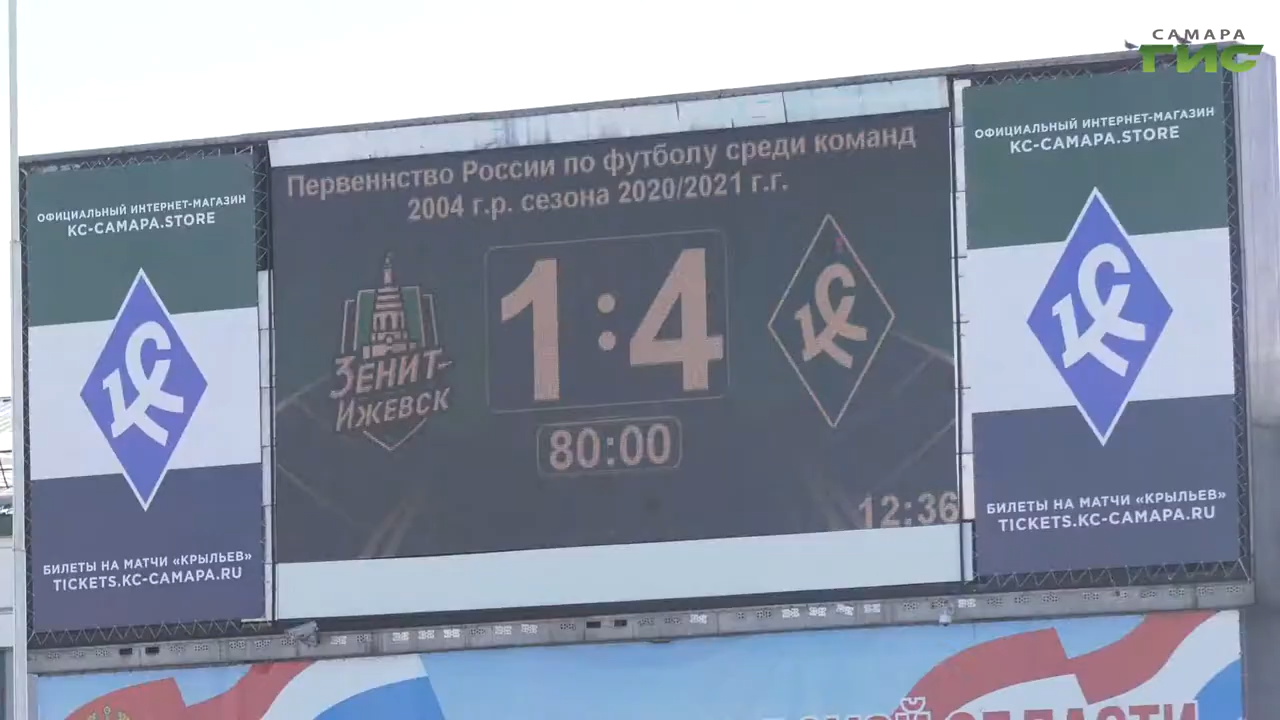 САМАРА
ГИС
ОФИЦИАЛЬНЫЙ ИНТЕРНЕТ-МАГАЗИН
KC-CAMAPA.STORE
КС
БИЛЕТЫ НА МАТЧИ «КРЫЛЬЕВ»
TICKETS.KC-CAMAPA.RU
Первеннство России по футболу среди команд
2004 г.р. сезона 2020/2021 г.г.
ЗЕНИТ-
ИЖЕВСК
1:4
КС
80:00
12:36
ОФИЦИАЛЬНЫЙ ИНТЕРНЕТ-МАГАЗИН
KC-CAMAPA.STORE
КС
БИЛЕТЫ НА МАТЧИ «КРЫЛЬЕВ»
TICKETS.KC-CAMAPA.RU
ОБЛАСТИ